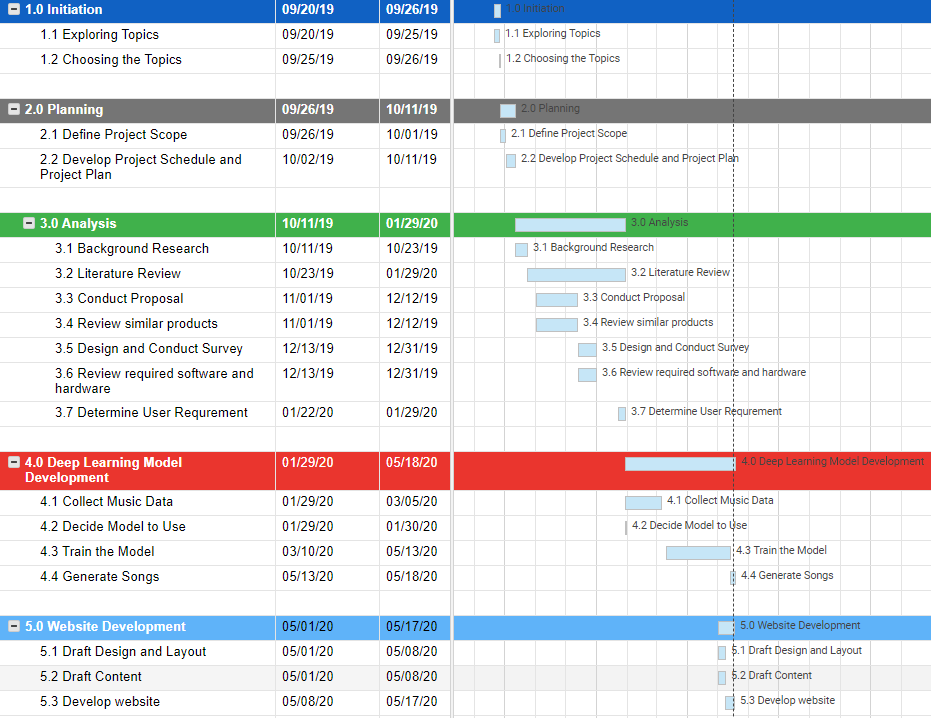 1.0 Initiation 09/20/19 09/26/19 1.0 Initiation
1.1 Exploring Topics 09/20/19 09/25/19 1.1 Exploring Topics
1.2 Choosing the Topics 09/25/19 09/26/19 1.2 Choosing the Topics
2.0 Planning 09/26/19 10/11/19 2.0 Planning
2.1 Define Project Scope 09/26/19 10/01/19 2.1 Define Project Scope
2.2 Develop Project Schedule and 10/02/19 10/11/19 2.2 Develop Project Schedule and Project Plan
Project Plan
3.0 Analysis 10/11/19 01/29/20 3.0 Analysis
3.1 Background Research 10/11/19 10/23/19 3.1 Background Research
3.2 Literature Review 10/23/19 01/29/20 3.2 Literature Review
3.3 Conduct Proposal 11/01/19 12/12/19 3.3 Conduct Proposal
3.4 Review similar products 11/01/19 12/12/19 3.4 Review similar products
3.5 Design and Conduct Survey 12/13/19 12/31/19 3.5 Design and Conduct Survey
3.6 Review required software and 12/13/19 12/31/19 3.6 Review required software and hardware
hardware
3.7 Determine User Requrement 01/22/20 01/29/20 3.7 Determine User Requrement
4.0 Deep Learning Model 01/29/20 05/18/20 4.0 Deep Learning Model Development
Development
4.1 Collect Music Data 01/29/20 03/05/20 4.1 Collect Music Data
4.2 Decide Model to Use 01/29/20 01/30/20 4.2 Decide Model to Use
4.3 Train the Model 03/10/20 05/13/20 4.3 Train the Model
4.4 Generate Songs 05/13/20 05/18/20 4.4 Generate Songs
5.0 Website Development 05/01/20 05/17/20 5.0 Website Development
5.1 Draft Design and Layout 05/01/20 05/08/20 5.1 Draft Design and Layout
5.2 Draft Content 05/01/20 05/08/20 5.2 Draft Content
5.3 Develop website 05/08/20 05/17/20 5.3 Develop website